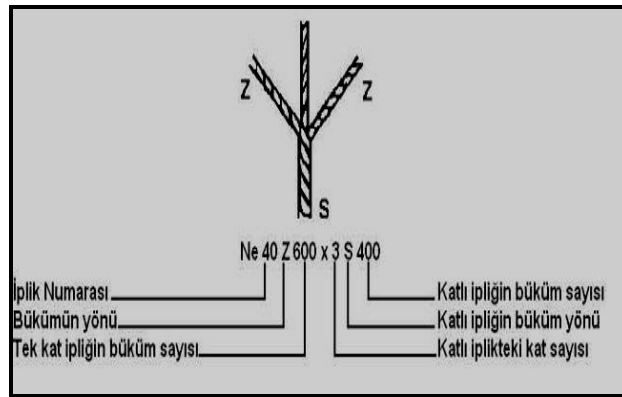 Z Z
S
Ne 40 Z 600 x 3 S 400
İplik Numarası Katlı ipliğin büküm sayısı
Bükümün yönü Katlı ipliğin büküm yönü
Tek kat ipliğin büküm sayısı Katlı iplikteki kat sayısı